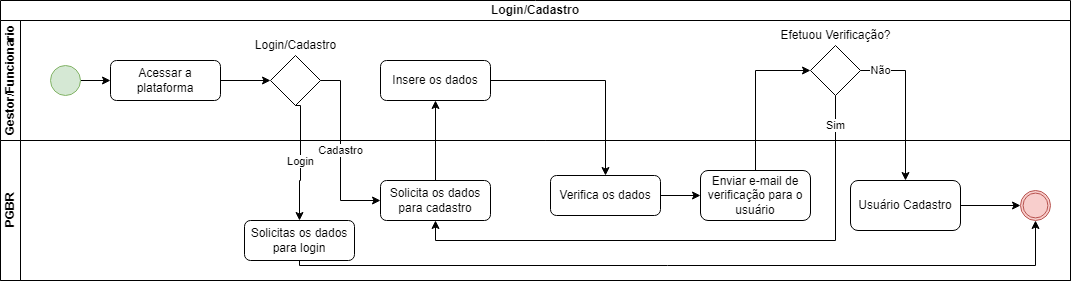 Login/Cadastro
Gestor/Funcionario
Login/Cadastro
Efetuou Verificação?
Acessar a
plataforma
Insere os dados
Não
Sim
Cadastro
Login
PGBR
Solicita os dados
para cadastro
Verifica os dados
Enviar e-mail de
verificação para o
usuário
Usuário Cadastro
Solicitas os dados
para login